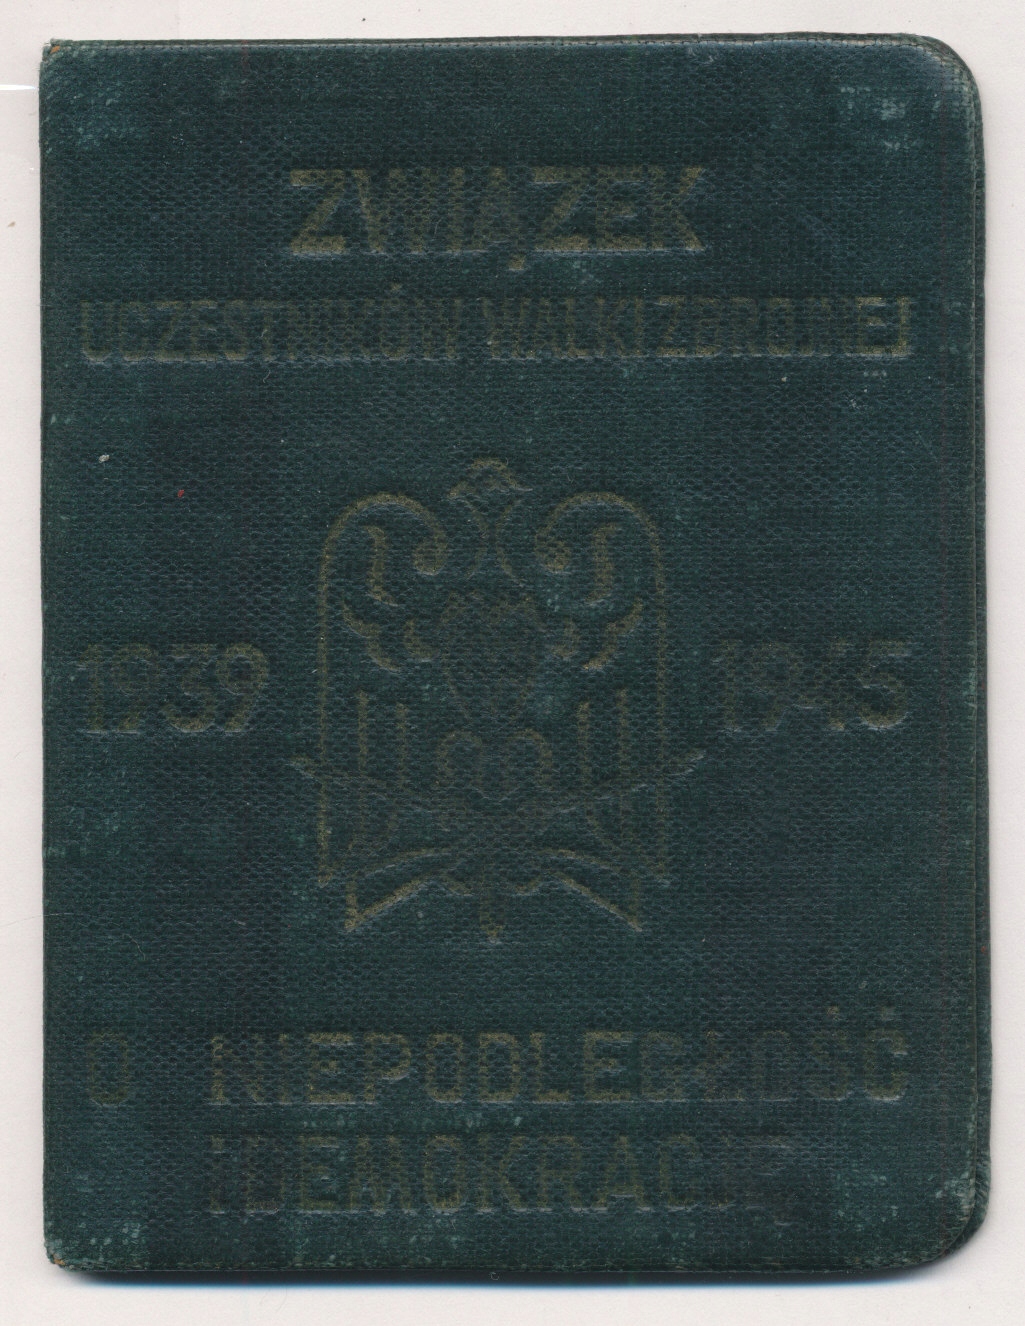 ZWIĄZEK
UCZESTNIKÓW WALKI ZBROJNEJ
1939 1945
O NIEPODLEGŁOŚĆ
I DEMOKRACJĘ